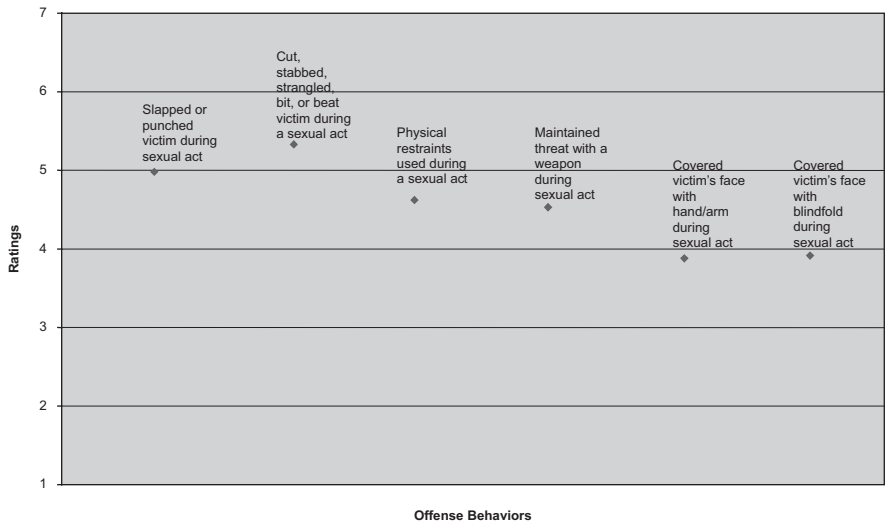 7
6
5
4
3
2
1
Ratings
Slapped or
punched
victim during
sexual act
Cut,
stabbed,
strangled,
bit, or beat
victim during
a sexual act
Physical
restraints
used during
a sexual act
Maintained
threat with a
weapon
during
sexual act
Covered
victim's face
with
hand/arm
during
sexual act
Covered
victim's face
with
blindfold
during
sexual act
Offense Behaviors